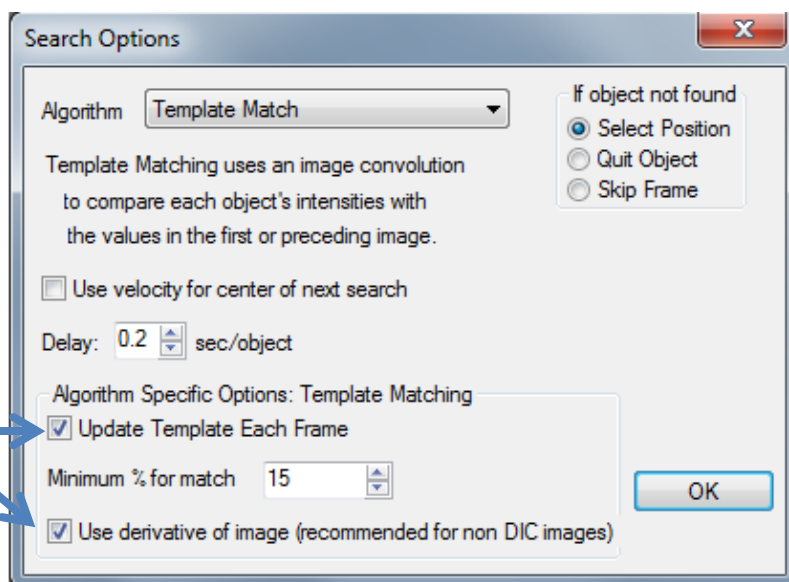 Search Options
Algorithm Template Match
If object not found
Select Position
Quit Object
Skip Frame
Template Matching uses an image convolution
to compare each object's intensities with
the values in the first or preceding image.
Use velocity for center of next search
Delay: 0.2 sec/object
Algorithm Specific Options: Template Matching
Update Template Each Frame
Minimum % for match 15
OK
Use derivative of image (recommended for non DIC images)